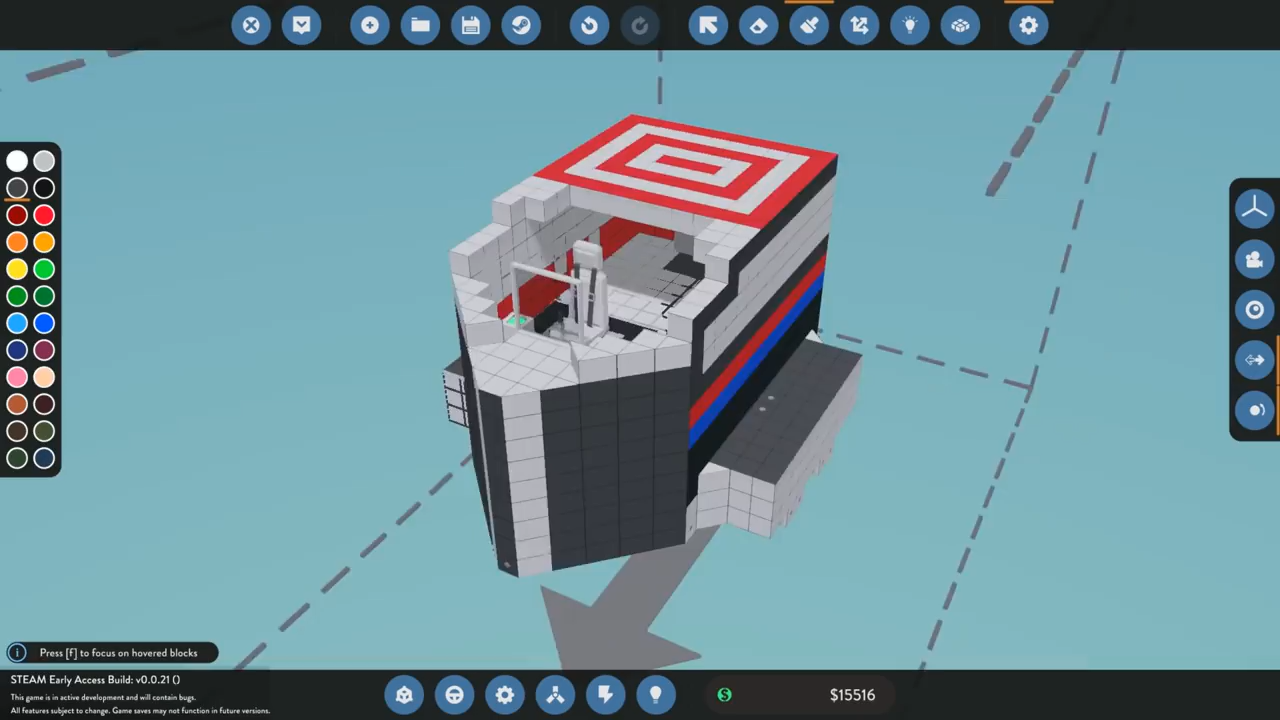 Press [f] to focus on hovered blocks
STEAM Early Access Build: v0.0.21 ()
This game is in active development and will contain bugs.
All features subject to change. Game saves may not function in future versions.
$15516